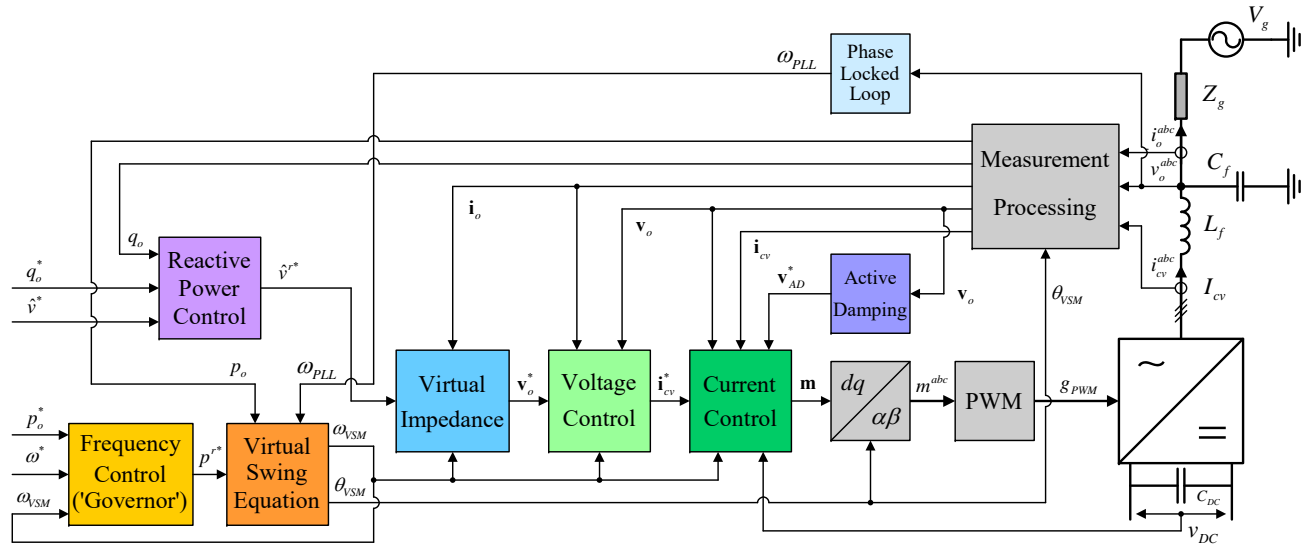 V_g
ω_PLL
Phase
Locked
Loop
Z_g
i_o^abc
Measurement
Processing
v_o^abc
C_f
i_o
L_f
q_o
v_o
i_cv
i_cv^abc
Reactive
Power
Control
q_o^*
v̂^r*
v̂^*
v_AD^*
Active
Damping
v_o
θ_VSM
I_cv
p_o
ω_PLL
Virtual
Impedance
v_o^*
Voltage
Control
i_cv^*
Current
Control
m
dq
αβ
m^abc
PWM
g_PWM
~
=
p_o^*
ω^*
ω_VSM
Frequency
Control
('Governor')
p^r*
Virtual
Swing
Equation
ω_VSM
θ_VSM
C_DC
v_DC